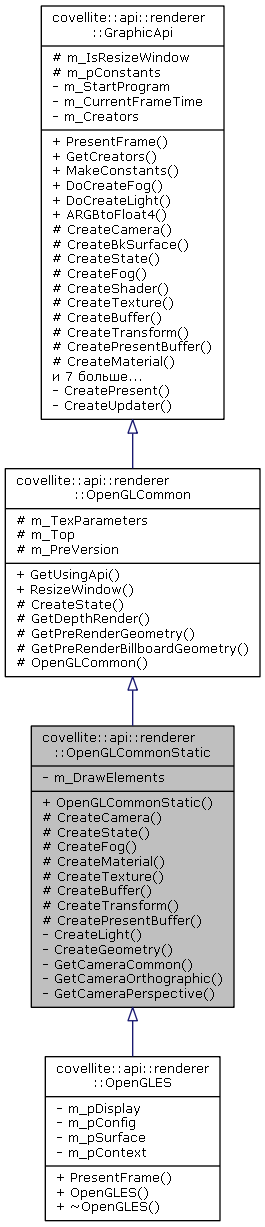 covellite::api::renderer
::GraphicApi
# m_IsResizeWindow
# m_pConstants
- m_StartProgram
- m_CurrentFrameTime
- m_Creators
+ PresentFrame()
+ GetCreators()
+ MakeConstants()
+ DoCreateFog()
+ DoCreateLight()
+ ARGBtoFloat4()
# CreateCamera()
# CreateBkSurface()
# CreateState()
# CreateFog()
# CreateShader()
# CreateTexture()
# CreateBuffer()
# CreateTransform()
# CreatePresentBuffer()
# CreateMaterial()
и 7 больше...
- CreatePresent()
- CreateUpdater()
covellite::api::renderer
::OpenGLCommon
# m_TexParameters
# m_Top
# m_PreVersion
+ GetUsingApi()
+ ResizeWindow()
# CreateState()
# GetDepthRender()
# GetPreRenderGeometry()
# GetPreRenderBillboardGeometry()
# OpenGLCommon()
covellite::api::renderer
::OpenGLCommonStatic
- m_DrawElements
+ OpenGLCommonStatic()
# CreateCamera()
# CreateState()
# CreateFog()
# CreateMaterial()
# CreateTexture()
# CreateBuffer()
# CreateTransform()
# CreatePresentBuffer()
- CreateLight()
- CreateGeometry()
- GetCameraCommon()
- GetCameraOrthographic()
- GetCameraPerspective()
covellite::api::renderer
::OpenGLES
- m_pDisplay
- m_pConfig
- m_pSurface
- m_pContext
+ PresentFrame()
+ OpenGLES()
+ ~OpenGLES()